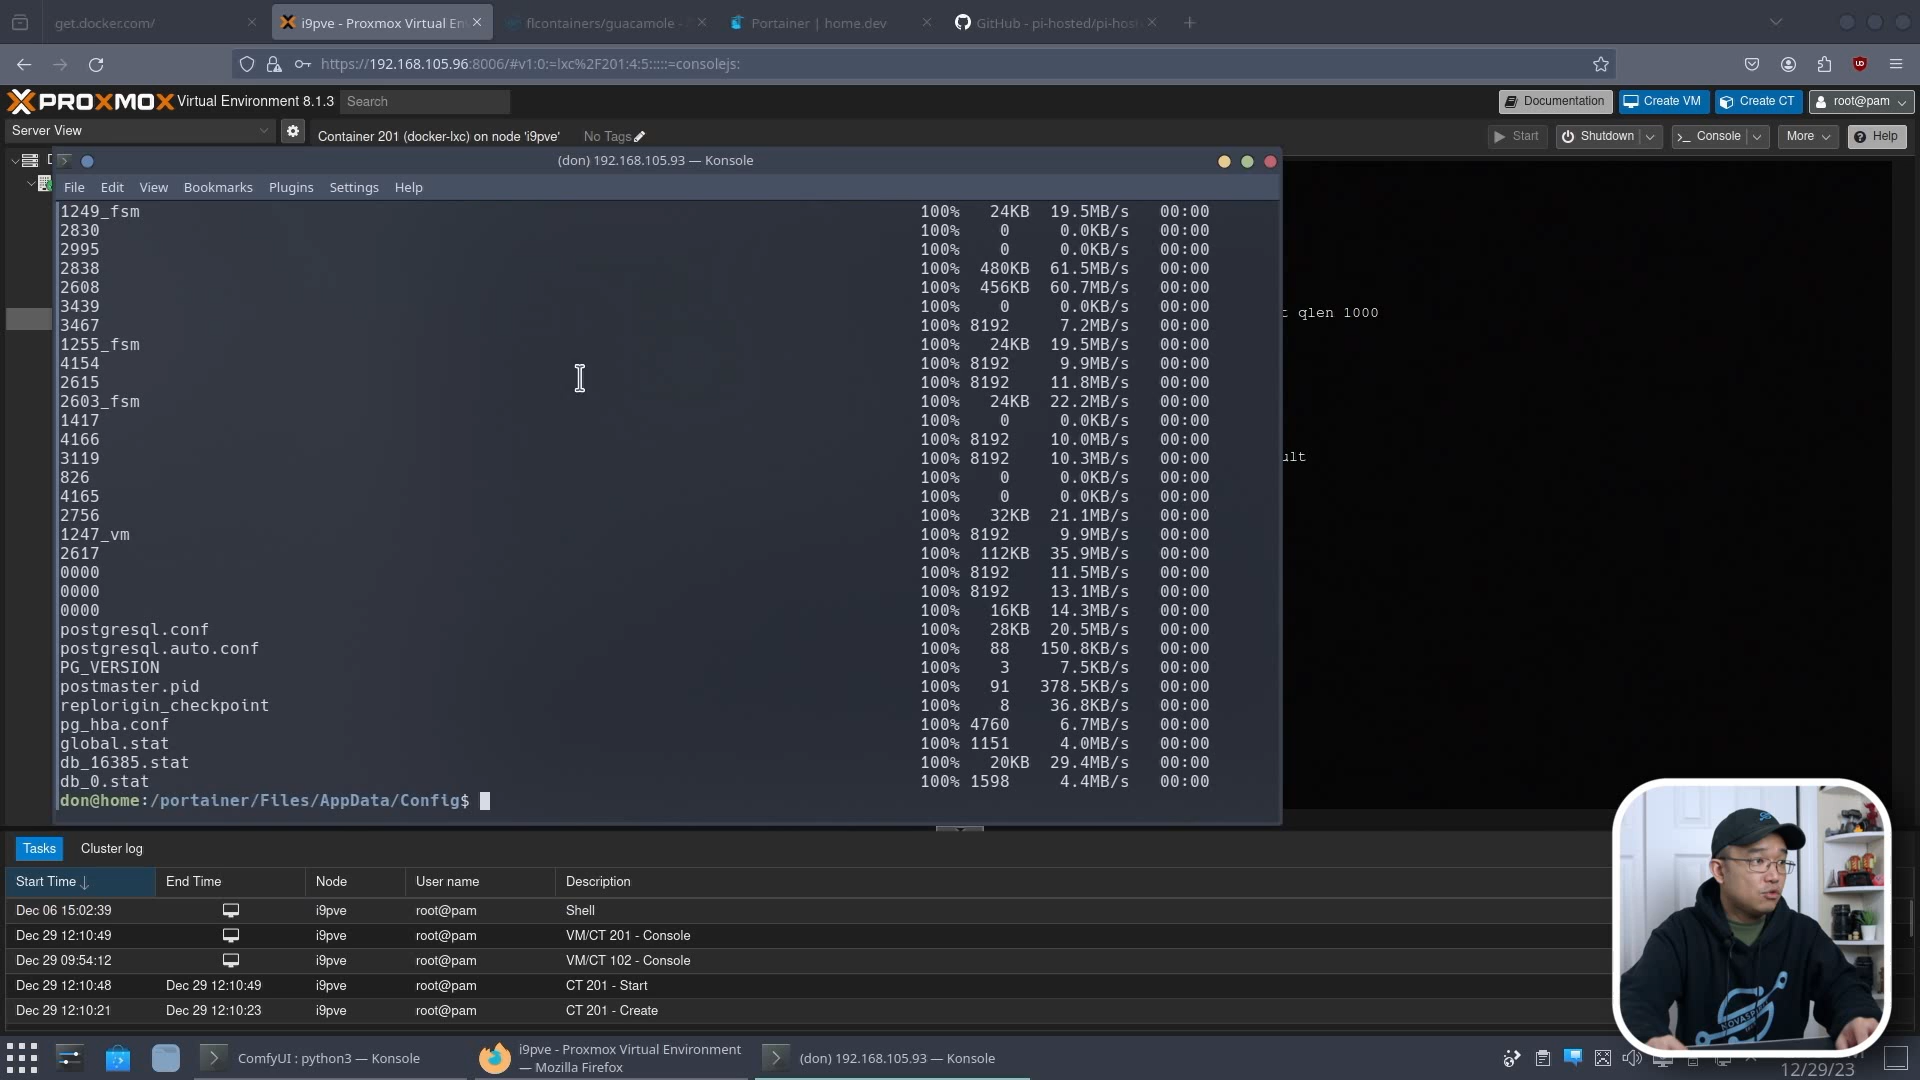 get.docker.com/
i9pve - Proxmox Virtual En
flcontainers/guacamole -
Portainer | home.dev
GitHub - pi-hosted/pi-host
https://192.168.105.96:8006/#v1:0:=lxc%2F201:4:5:::::=consolejs:
PROXMOX Virtual Environment 8.1.3
Search
Documentation
Create VM
Create CT
root@pam
Server View
Container 201 (docker-lxc) on node 'i9pve'
No Tags
Start
Shutdown
Console
More
Help
(don) 192.168.105.93 — Konsole
File Edit View Bookmarks Plugins Settings Help
1249_fsm 100% 24KB 19.5MB/s 00:00
2830 100% 0 0.0KB/s 00:00
2995 100% 0 0.0KB/s 00:00
2838 100% 480KB 61.5MB/s 00:00
2608 100% 456KB 60.7MB/s 00:00
3439 100% 0 0.0KB/s 00:00
3467 100% 8192 7.2MB/s 00:00
1255_fsm 100% 24KB 19.5MB/s 00:00
4154 100% 8192 9.9MB/s 00:00
2615 100% 8192 11.8MB/s 00:00
2603_fsm 100% 24KB 22.2MB/s 00:00
1417 100% 0 0.0KB/s 00:00
4166 100% 8192 10.0MB/s 00:00
3119 100% 8192 10.3MB/s 00:00
826 100% 0 0.0KB/s 00:00
4165 100% 0 0.0KB/s 00:00
2756 100% 32KB 21.1MB/s 00:00
1247_vm 100% 8192 9.9MB/s 00:00
2617 100% 112KB 35.9MB/s 00:00
0000 100% 8192 11.5MB/s 00:00
0000 100% 8192 13.1MB/s 00:00
0000 100% 16KB 14.3MB/s 00:00
postgresql.conf 100% 28KB 20.5MB/s 00:00
postgresql.auto.conf 100% 88 150.8KB/s 00:00
PG_VERSION 100% 3 7.5KB/s 00:00
postmaster.pid 100% 91 378.5KB/s 00:00
replorigin_checkpoint 100% 8 36.8KB/s 00:00
pg_hba.conf 100% 4760 6.7MB/s 00:00
global.stat 100% 1151 4.0MB/s 00:00
db_16385.stat 100% 20KB 29.4MB/s 00:00
db_0.stat 100% 1598 4.4MB/s 00:00
don@home:/portainer/Files/AppData/Config$
t qlen 1000
ult
Tasks Cluster log
Start Time End Time Node User name Description
Dec 06 15:02:39 i9pve root@pam Shell
Dec 29 12:10:49 i9pve root@pam VM/CT 201 - Console
Dec 29 09:54:12 i9pve root@pam VM/CT 102 - Console
Dec 29 12:10:48 Dec 29 12:10:49 i9pve root@pam CT 201 - Start
Dec 29 12:10:21 Dec 29 12:10:23 i9pve root@pam CT 201 - Create
ComfyUI : python3 — Konsole
i9pve - Proxmox Virtual Environment
— Mozilla Firefox
(don) 192.168.105.93 — Konsole
12/29/23